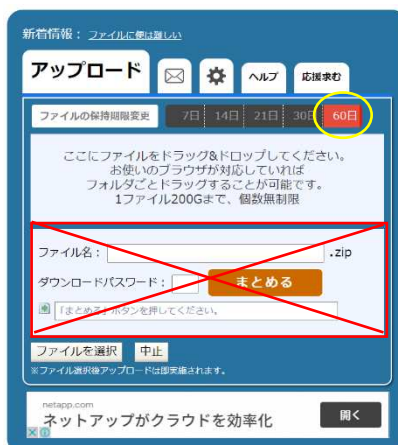 新着情報： ファイルに便は難しい
アップロード ヘルプ 応援求む
ファイルの保持期限変更 7日 14日 21日 30日 60日
ここにファイルをドラッグ&ドロップしてください。
お使いのブラウザが対応していれば
フォルダごとドラッグすることが可能です。
1ファイル200Gまで、個数無制限
ファイル名： .zip
ダウンロードパスワード： まとめる
「まとめる」ボタンを押してください。
ファイルを選択 中止
※ファイル選択後アップロードは即実施されます。
netapp.com
ネットアップがクラウドを効率化 開く